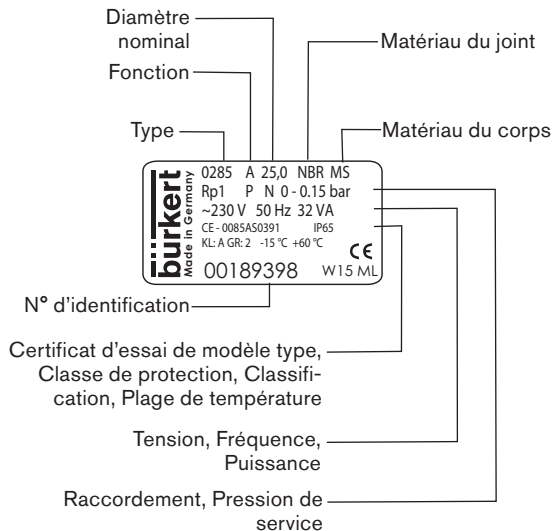 Diamètre
nominal
Matériau du joint
Fonction
Type
Matériau du corps
bürkert
Made in Germany
0285 A 25,0 NBR MS
Rp1 P N 0 - 0.15 bar
~230 V 50 Hz 32 VA
CE - 0085AS0391 IP65
KL: A GR: 2 -15 °C +60 °C
CE
00189398 W15 ML
N° d'identification
Certificat d'essai de modèle type,
Classe de protection, Classifi-
cation, Plage de température
Tension, Fréquence,
Puissance
Raccordement, Pression de
service